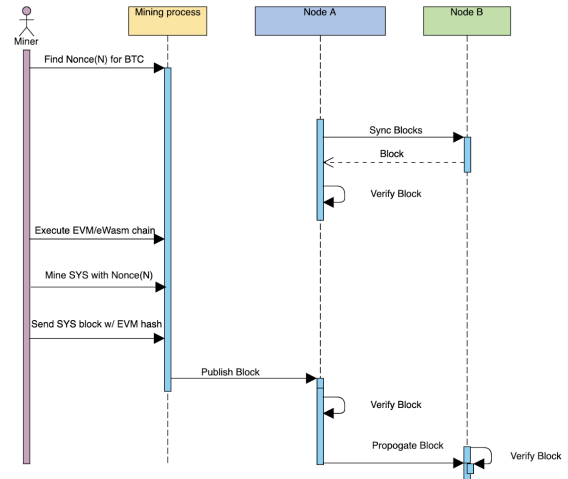 Mining process
Node A
Node B
Miner
Find Nonce(N) for BTC
Sync Blocks
Block
Verify Block
Execute EVM/eWasm chain
Mine SYS with Nonce(N)
Send SYS block w/ EVM hash
Publish Block
Verify Block
Propogate Block
Verify Block